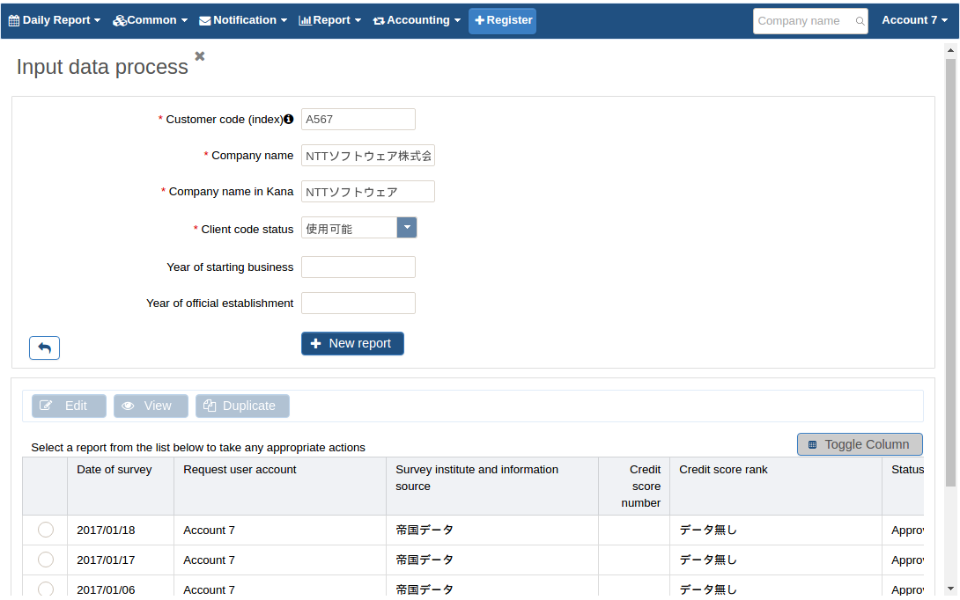 Daily Report Common Notification Report Accounting Register Company name Account 7
Input data process
* Customer code (index) A567
* Company name NTTソフトウェア株式会
* Company name in Kana NTTソフトウェア
* Client code status 使用可能
Year of starting business
Year of official establishment
New report
Edit View Duplicate
Select a report from the list below to take any appropriate actions
Toggle Column
Date of survey Request user account Survey institute and information source Credit score number Credit score rank Status
2017/01/18 Account 7 帝国データ データ無し Approv
2017/01/17 Account 7 帝国データ データ無し Approv
2017/01/06 Account 7 帝国データ データ無し Approv